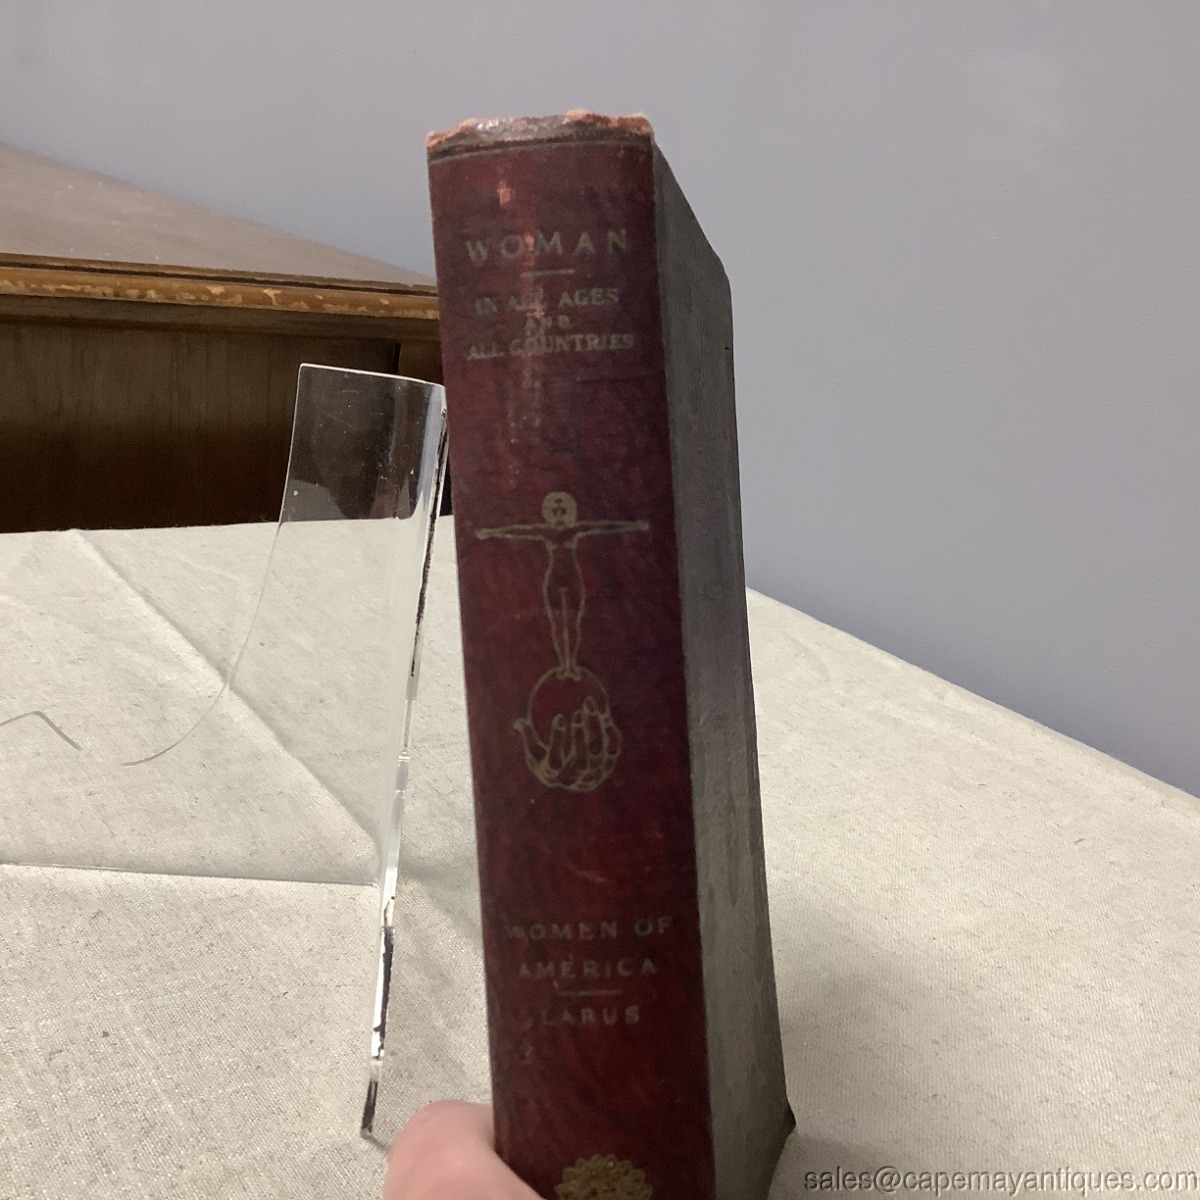 WOMAN
IN ALL AGES
AND
ALL COUNTRIES
WOMEN OF
AMERICA
LARUS
sales@capemayantiques.com